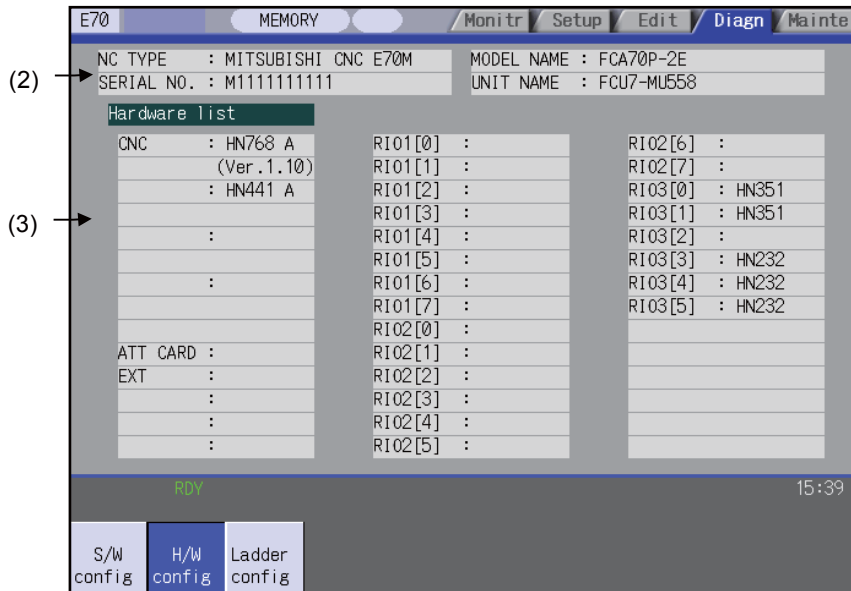 E70 MEMORY Monitr Setup Edit Diagn Mainte
NC TYPE : MITSUBISHI CNC E70M MODEL NAME : FCA70P-2E
(2)
SERIAL NO. : M1111111111 UNIT NAME : FCU7-MU558
Hardware list
CNC : HN768 A RIO1[0] : RIO2[6] :
(Ver.1.10) RIO1[1] : RIO2[7] :
: HN441 A RIO1[2] : RIO3[0] : HN351
(3) RIO1[3] : RIO3[1] : HN351
: RIO1[4] : RIO3[2] :
RIO1[5] : RIO3[3] : HN232
: RIO1[6] : RIO3[4] : HN232
RIO1[7] : RIO3[5] : HN232
RIO2[0] :
ATT CARD : RIO2[1] :
EXT : RIO2[2] :
: RIO2[3] :
: RIO2[4] :
: RIO2[5] :
RDY 15:39
S/W H/W Ladder
config config config